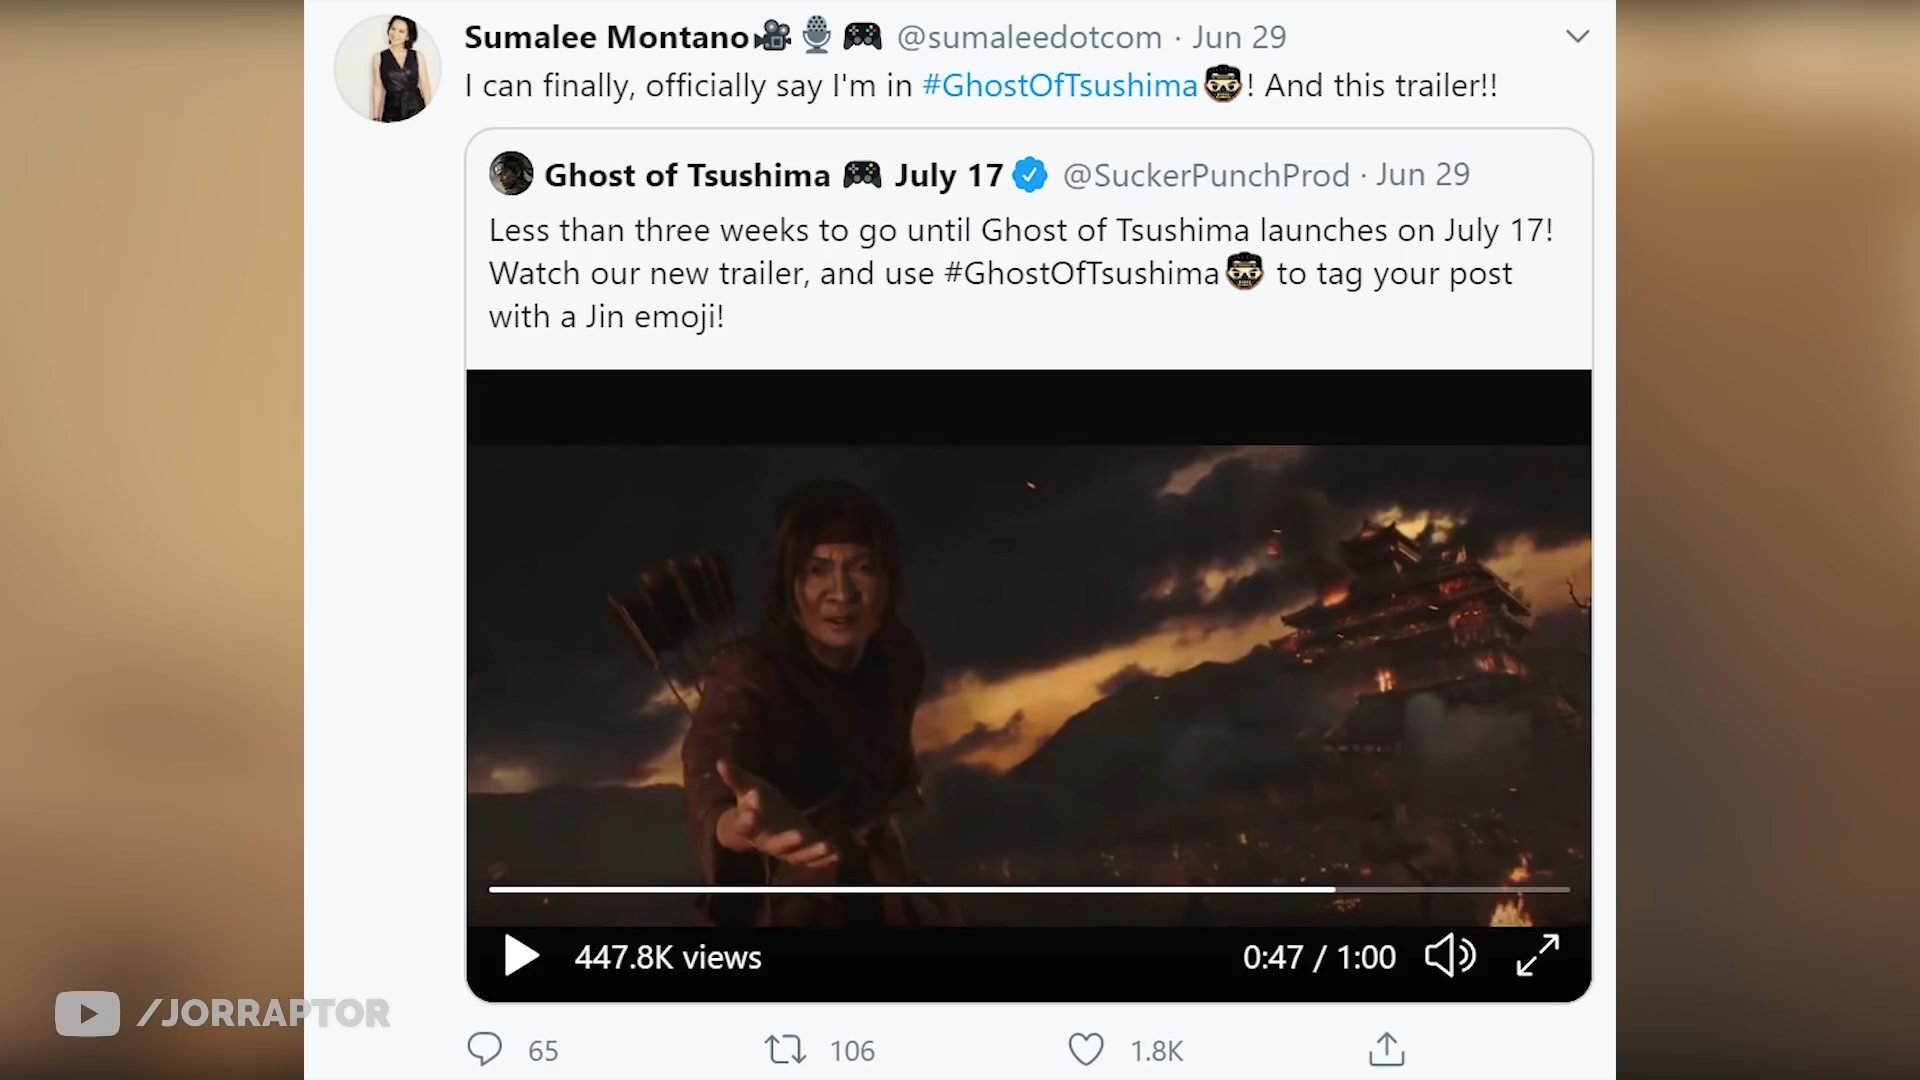 Sumalee Montano🎥🎙️🎮 @sumaleedotcom · Jun 29
I can finally, officially say I'm in #GhostOfTsushima! And this trailer!!
Ghost of Tsushima 🎮 July 17 @SuckerPunchProd · Jun 29
Less than three weeks to go until Ghost of Tsushima launches on July 17!
Watch our new trailer, and use #GhostOfTsushima to tag your post
with a Jin emoji!
447.8K views
0:47 / 1:00
/JORRAPTOR
65
106
1.8K